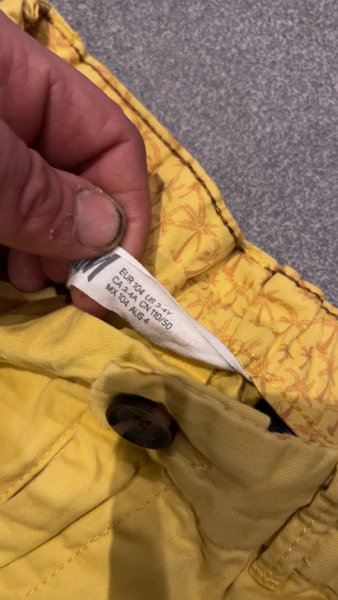 EUR 104 US 3-4Y
CA 3-4A CN 110/50
MX 104 AUS 4